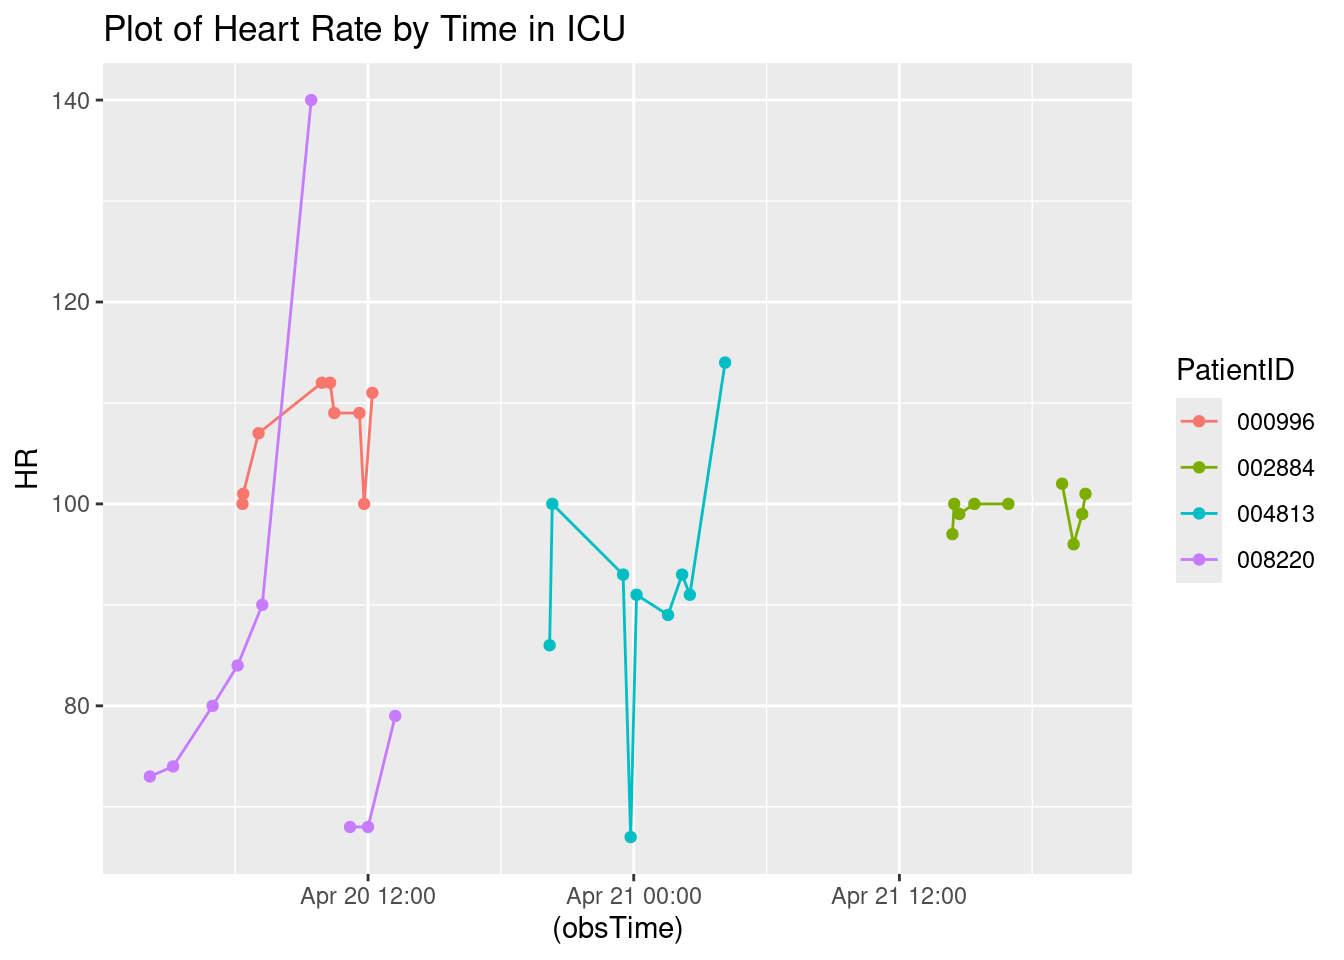 Plot of Heart Rate by Time in ICU
140
120
100
80
HR
Apr 20 12:00
Apr 21 00:00
Apr 21 12:00
(obsTime)
PatientID
000996
002884
004813
008220